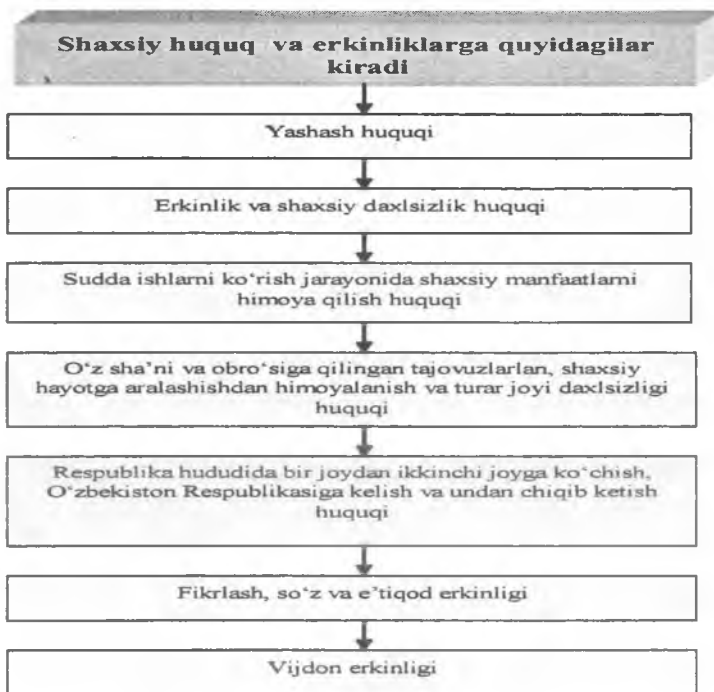 Shaxsiy huquq va erkinliklarga quyidagilar
kiradi
Yashash huquqi
Erkinlik va shaxsiy daxlsizlik huquqi
Sudda ishlarni ko‘rish jarayonida shaxsiy manfaatlarni
himoya qilish huquqi
O‘z sha’ni va obro‘siga qilingan tajovuzlarlan, shaxsiy
hayotga aralashishdan himoyalanish va turar joyi daxlsizligi
huquqi
Respublika hududida bir joydan ikkinchi joyga ko‘chish,
O‘zbekiston Respublikasiga kelish va undan chiqib ketish
huquqi
Fikrlash, so‘z va e’tiqod erkinligi
Vijdon erkinligi